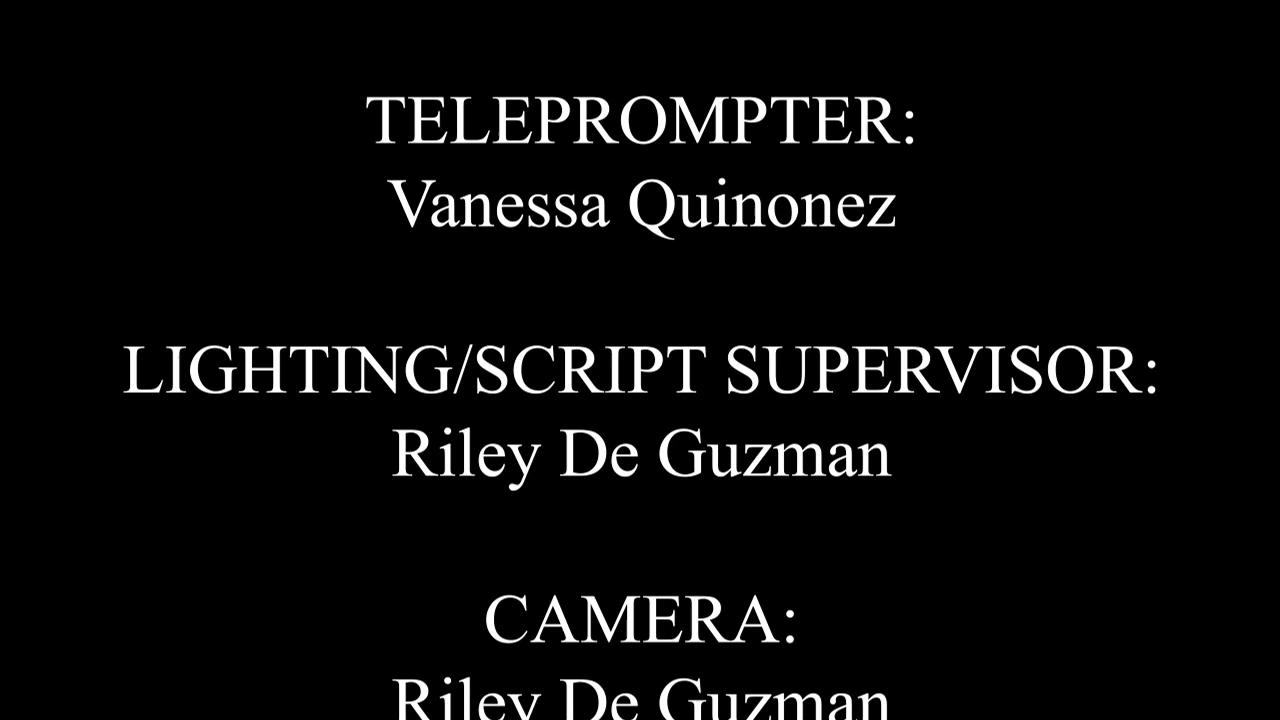 TELEPROMPTER:
Vanessa Quinonez
LIGHTING/SCRIPT SUPERVISOR:
Riley De Guzman
CAMERA:
Riley De Guzman